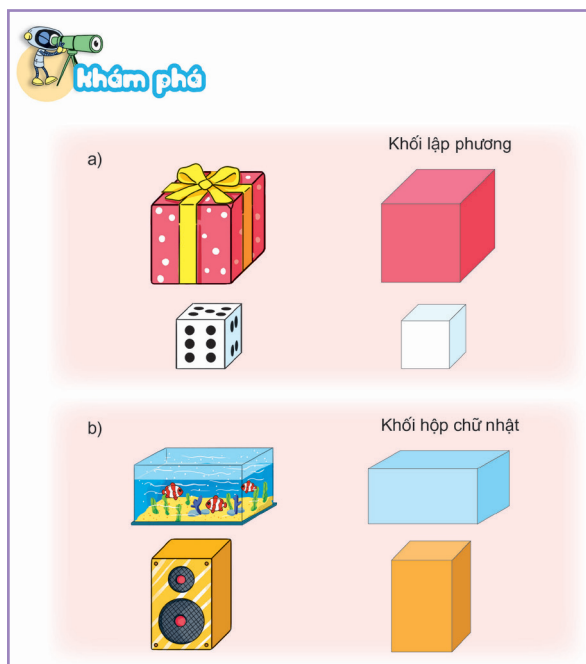 khám phá
a)
Khối lập phương
b)
Khối hộp chữ nhật